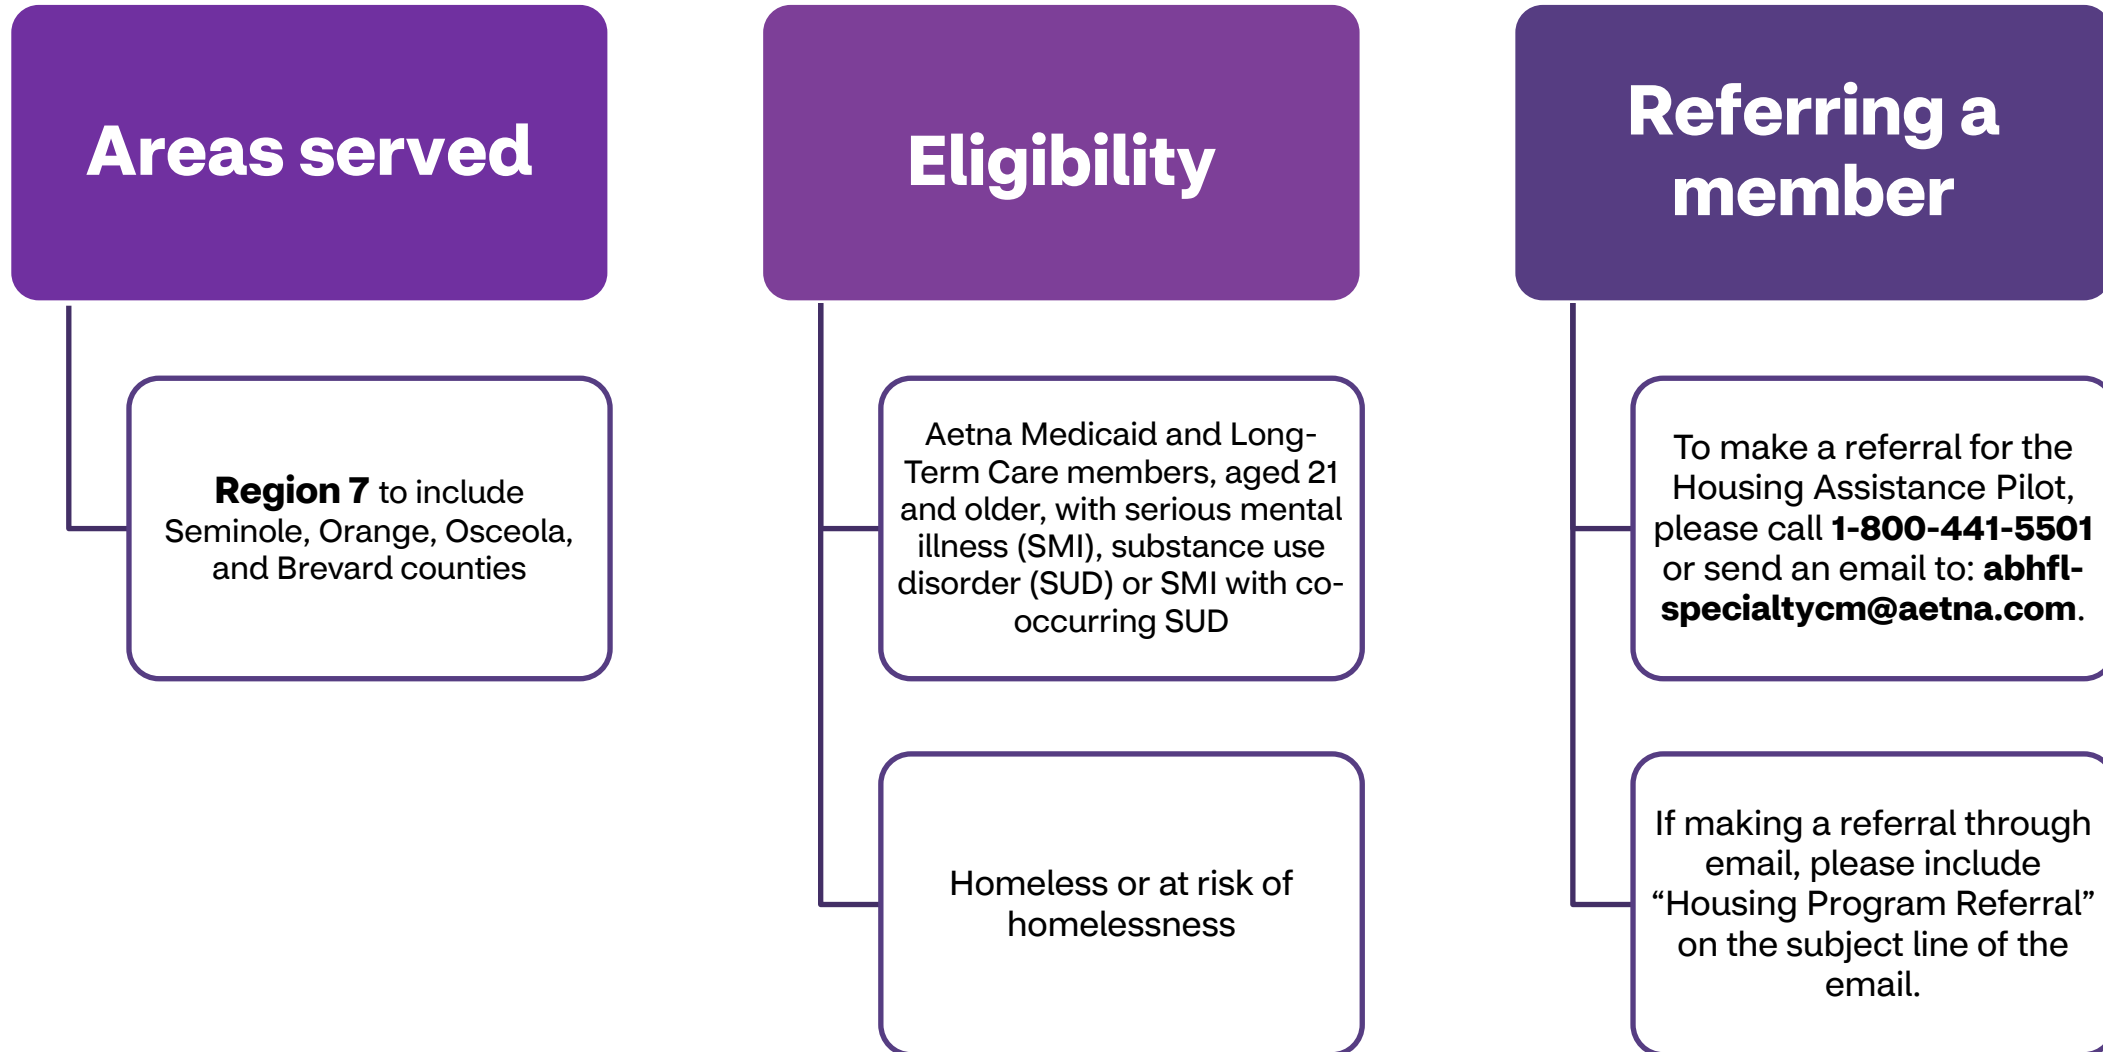 Areas served
Region 7 to include
Seminole, Orange, Osceola,
and Brevard counties
Eligibility
Aetna Medicaid and Long-
Term Care members, aged 21
and older, with serious mental
illness (SMI), substance use
disorder (SUD) or SMI with co-
occurring SUD
Homeless or at risk of
homelessness
Referring a
member
To make a referral for the
Housing Assistance Pilot,
please call 1-800-441-5501
or send an email to: abhfl-
specialtycm@aetna.com.
If making a referral through
email, please include
“Housing Program Referral”
on the subject line of the
email.